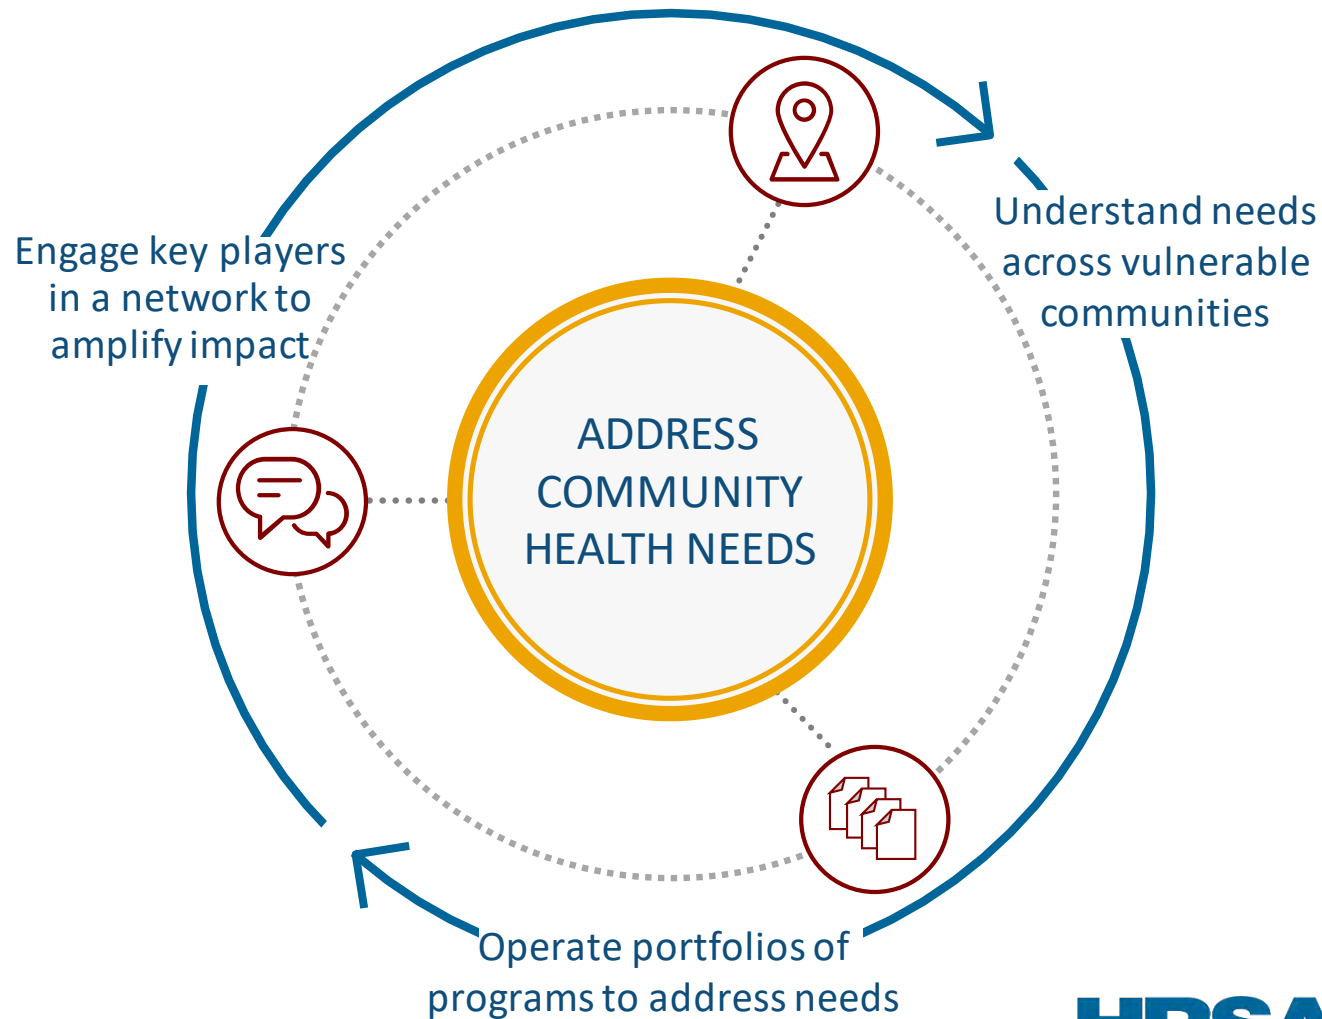 Understand needs
across vulnerable
communities
Engage key players
in a network to
amplify impact
ADDRESS
COMMUNITY
HEALTH NEEDS
Operate portfolios of
programs to address needs
HRSA